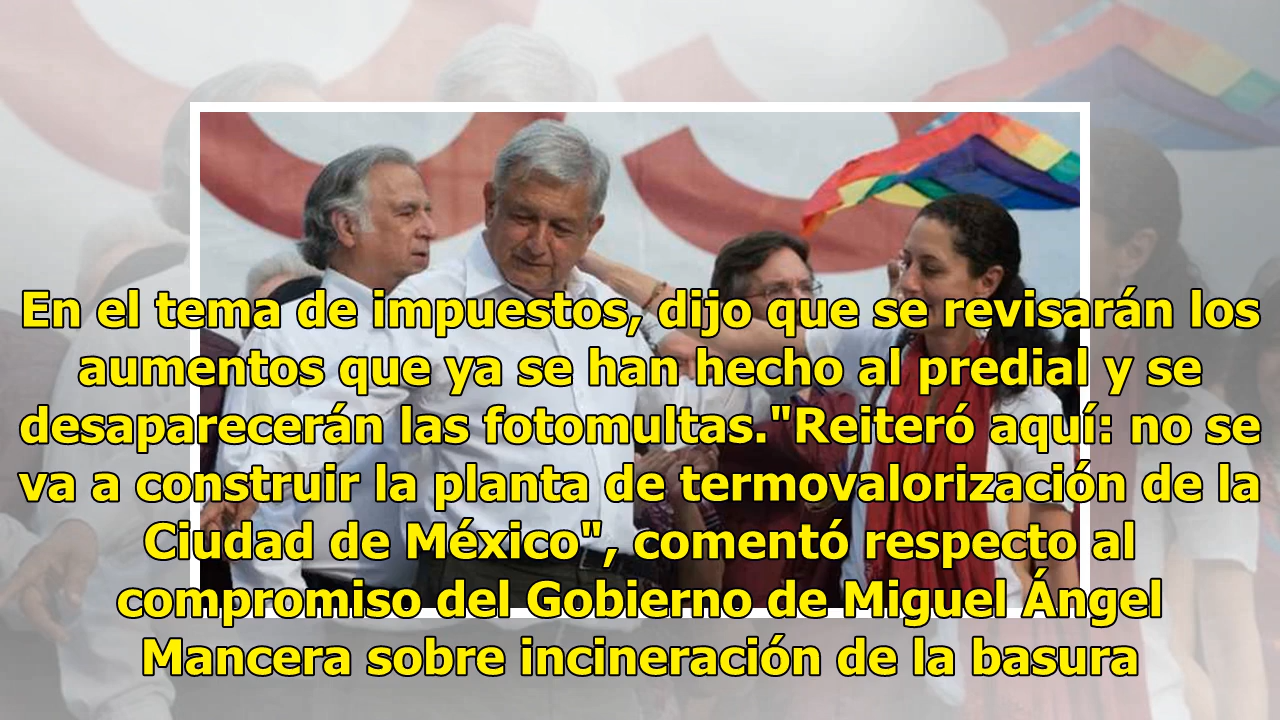 En el tema de impuestos, dijo que se revisarán los
aumentos que ya se han hecho al predial y se
desaparecerán las fotomultas."Reiteró aquí: no se
va a construir la planta de termovalorización de la
Ciudad de México", comentó respecto al
compromiso del Gobierno de Miguel Ángel
Mancera sobre incineración de la basura